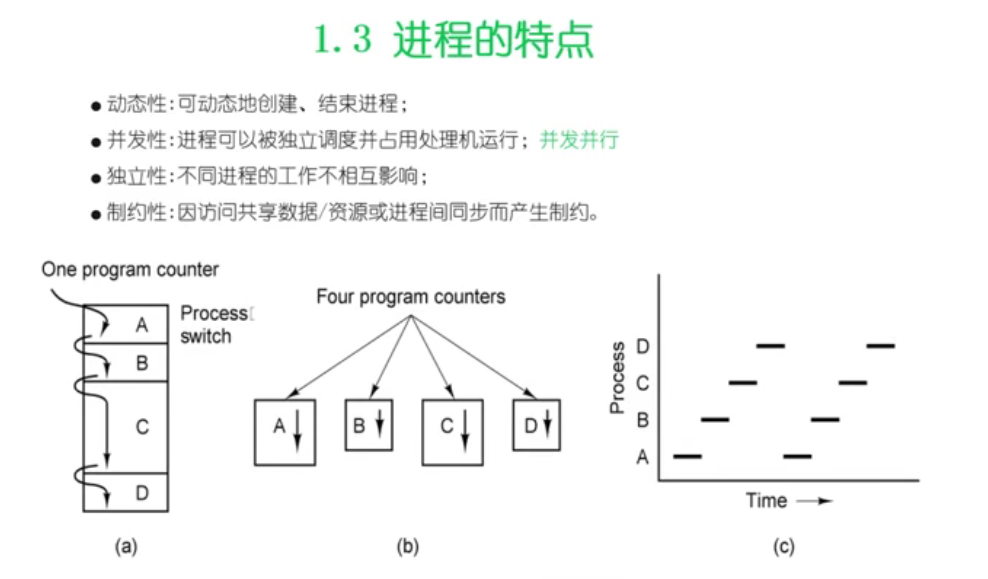 1.3 进程的特点
● 动态性:可动态地创建、结束进程;
● 并发性:进程可以被独立调度并占用处理机运行; 并发并行
● 独立性:不同进程的工作不相互影响;
● 制约性:因访问共享数据/资源或进程间同步而产生制约。
One program counter
Process
switch
A
B
C
D
(a)
Four program counters
A
B
C
D
(b)
Process
D
C
B
A
Time
(c)